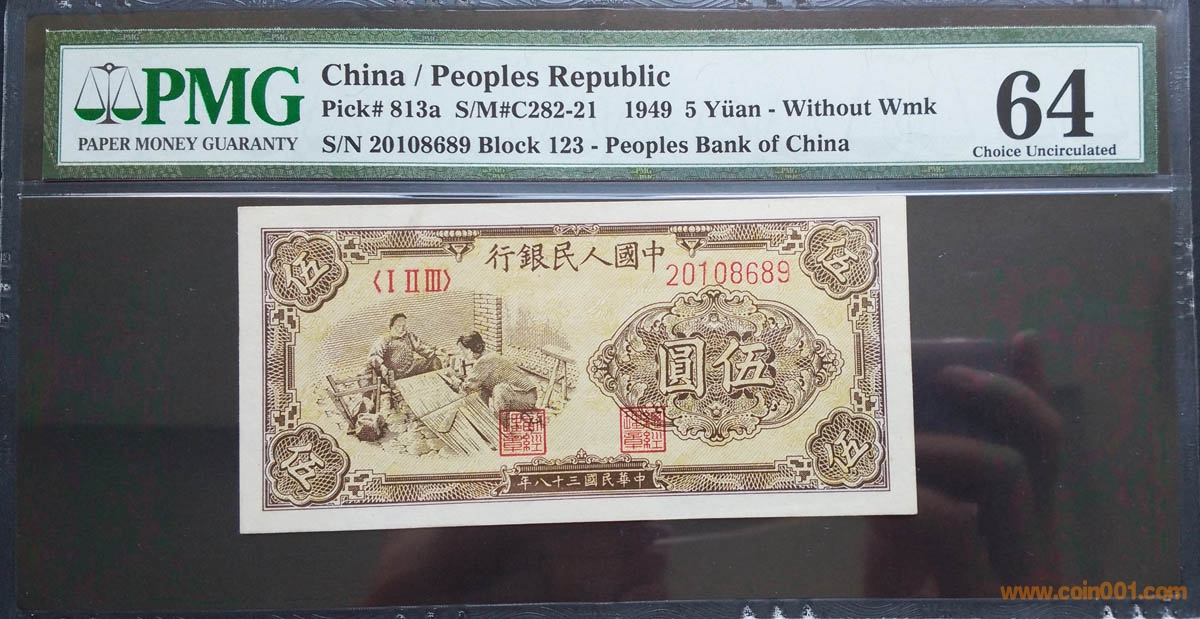 PMG
PAPER MONEY GUARANTY
China / Peoples Republic
Pick# 813a S/M#C282-21 1949 5 Yüan - Without Wmk
S/N 20108689 Block 123 - Peoples Bank of China
64
Choice Uncirculated
行銀民人國中
〈I II III〉
20108689
伍
伍
圓伍
伍
伍
年八十三國民華中
www.coin001.com